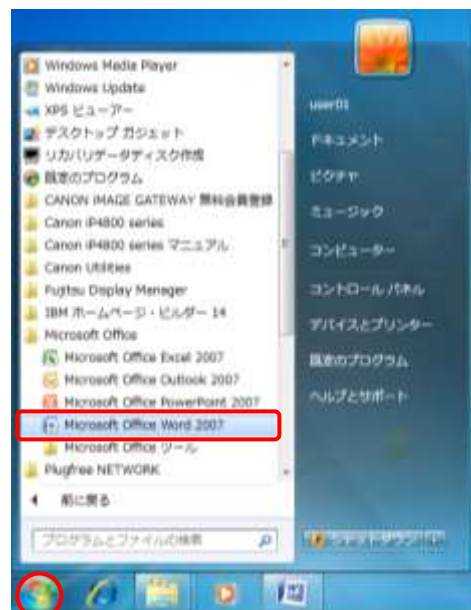 Windows Media Player
Windows Update
XPS ビューアー
デスクトップ ガジェット
リカバリデータディスク作成
既定のプログラム
CANON iMAGE GATEWAY 無料会員登録
Canon iP4800 series
Canon iP4800 series マニュアル
Canon Utilities
Fujitsu Display Manager
IBM ホームページ・ビルダー 14
Microsoft Office
Microsoft Office Excel 2007
Microsoft Office Outlook 2007
Microsoft Office PowerPoint 2007
Microsoft Office Word 2007
Microsoft Office ツール
Plugfree NETWORK
前に戻る
プログラムとファイルの検索
user01
ドキュメント
ピクチャ
ミュージック
コンピューター
コントロール パネル
デバイスとプリンター
既定のプログラム
ヘルプとサポート
シャットダウン